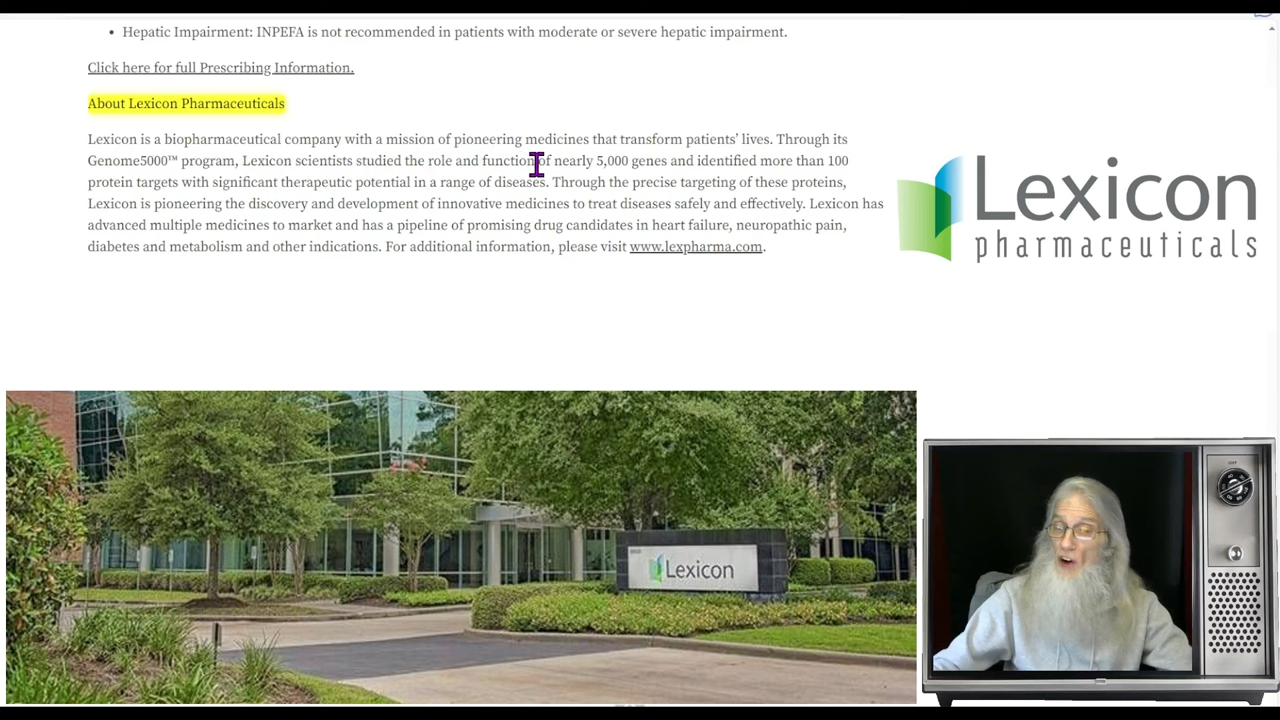 • Hepatic Impairment: INPEFA is not recommended in patients with moderate or severe hepatic impairment.
Click here for full Prescribing Information.
About Lexicon Pharmaceuticals
Lexicon is a biopharmaceutical company with a mission of pioneering medicines that transform patients’ lives. Through its
Genome5000™ program, Lexicon scientists studied the role and function of nearly 5,000 genes and identified more than 100
protein targets with significant therapeutic potential in a range of diseases. Through the precise targeting of these proteins,
Lexicon is pioneering the discovery and development of innovative medicines to treat diseases safely and effectively. Lexicon has
advanced multiple medicines to market and has a pipeline of promising drug candidates in heart failure, neuropathic pain,
diabetes and metabolism and other indications. For additional information, please visit www.lexpharma.com.
Lexicon
pharmaceuticals
Lexicon
OFF